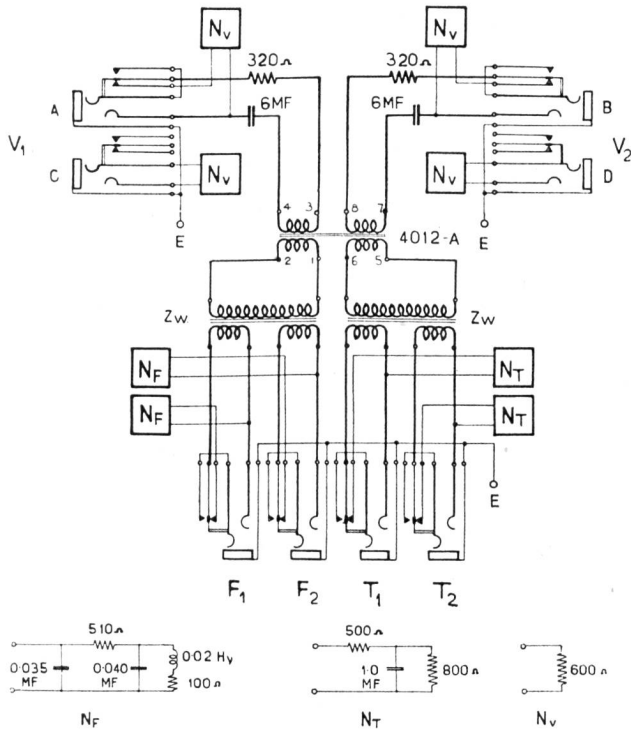 Nv Nv
320Ω 320Ω
A 6MF 6MF B
V1 V2
C Nv Nv D
E 4 3 8 7 E
4012-A
2 1 6 5
Zw Zw
NF NT
NF NT
E
F1 F2 T1 T2
510Ω 500Ω
0.035 MF 0.040 MF 0.02 Hy 100Ω 1.0 MF 800Ω 600Ω
NF NT Nv